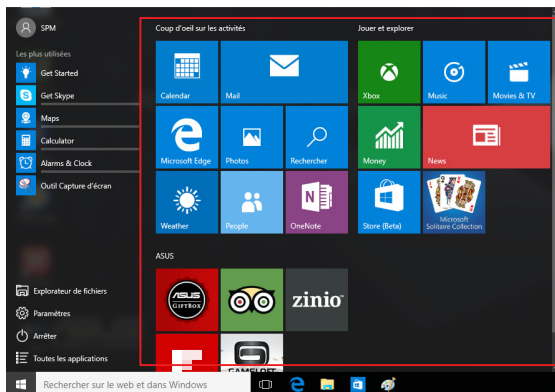 SPM
Les plus utilisées
Get Started
Get Skype
Maps
Calculator
Alarms & Clock
Outil Capture d'écran
Explorateur de fichiers
Paramètres
Arrêter
Toutes les applications
Coup d'oeil sur les activités
Calendar
Mail
Microsoft Edge
Photos
Rechercher
Weather
People
OneNote
Jouer et explorer
Xbox
Music
Movies & TV
Money
News
Store (Beta)
Microsoft
Solitaire Collection
ASUS
ASUS
GIFTBOX
zinio
GAMELOFT
Rechercher sur le web et dans Windows